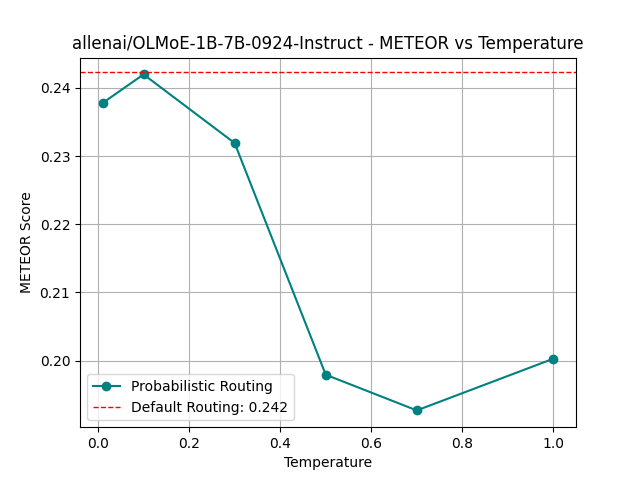 allenai/OLMoE-1B-7B-0924-Instruct - METEOR vs Temperature
METEOR Score
0.24
0.23
0.22
0.21
0.20
Probabilistic Routing
Default Routing: 0.242
0.0 0.2 0.4 0.6 0.8 1.0
Temperature